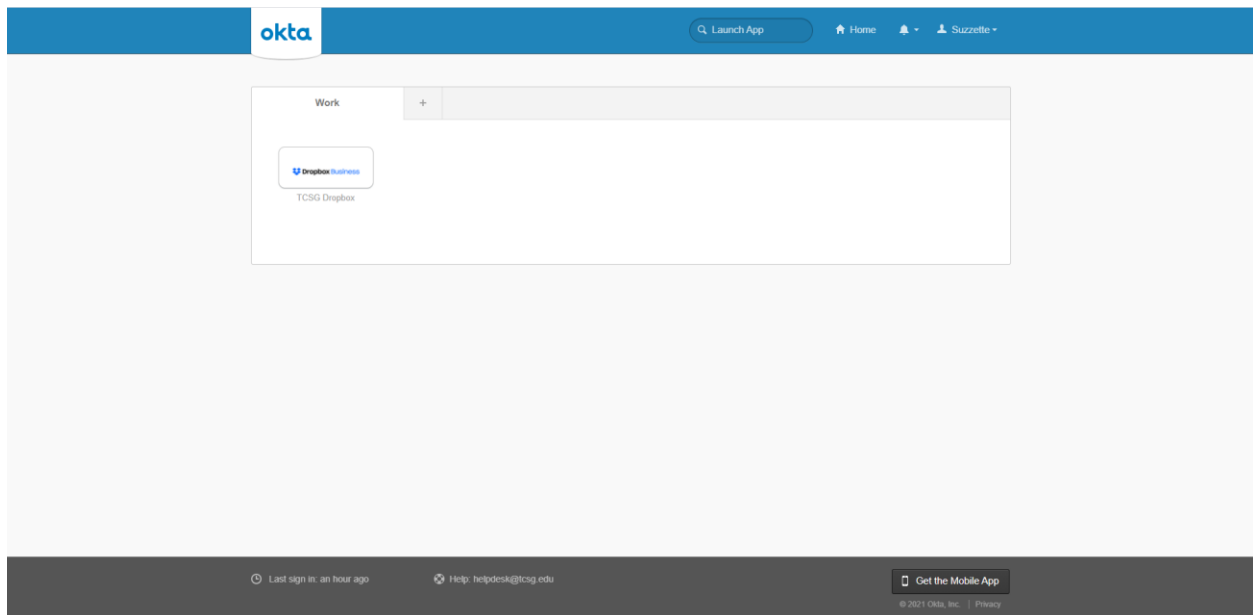 okta
Launch App
Home
Suzzette
Work
+
Dropbox Business
TCSG Dropbox
Last sign in: an hour ago
Help: helpdesk@tcsg.edu
Get the Mobile App
© 2021 Okta, Inc. | Privacy